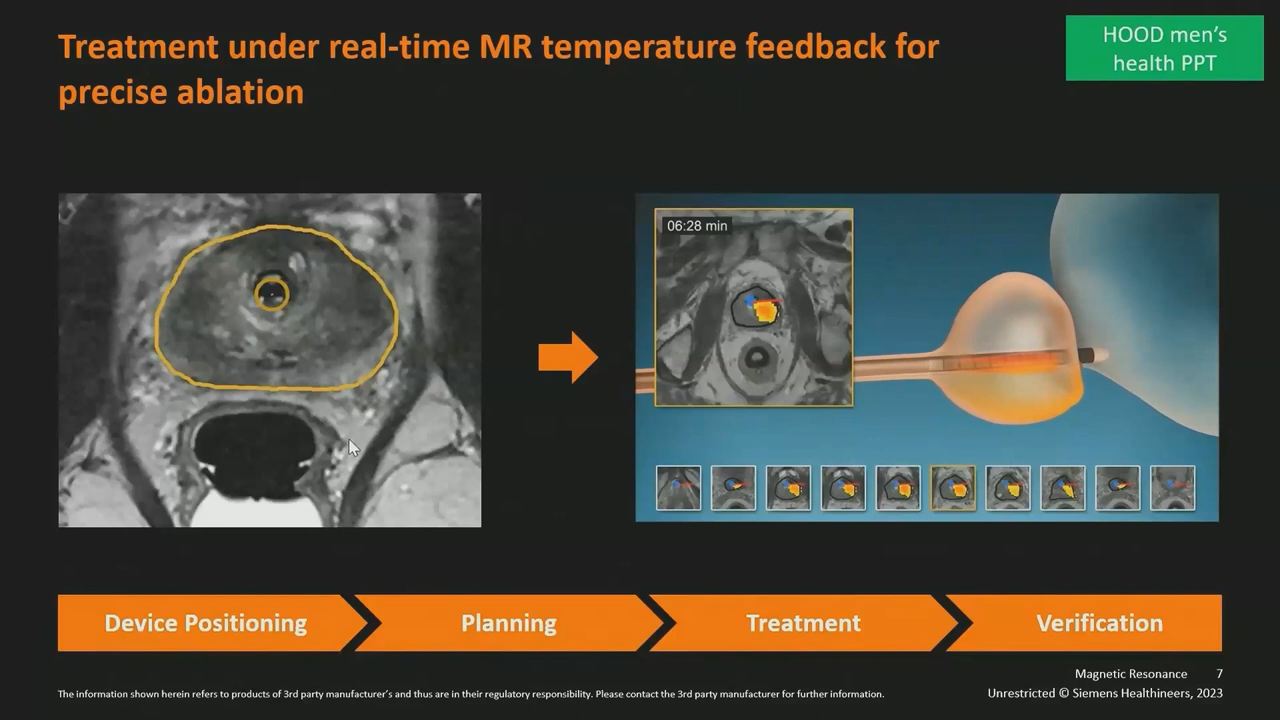 Treatment under real-time MR temperature feedback for
precise ablation
HOOD men's
health PPT
06:28 min
Device Positioning
Planning
Treatment
Verification
Magnetic Resonance 7
The information shown herein refers to products of 3rd party manufacturer's and thus are in their regulatory responsibility. Please contact the 3rd party manufacturer for further information.
Unrestricted © Siemens Healthineers, 2023